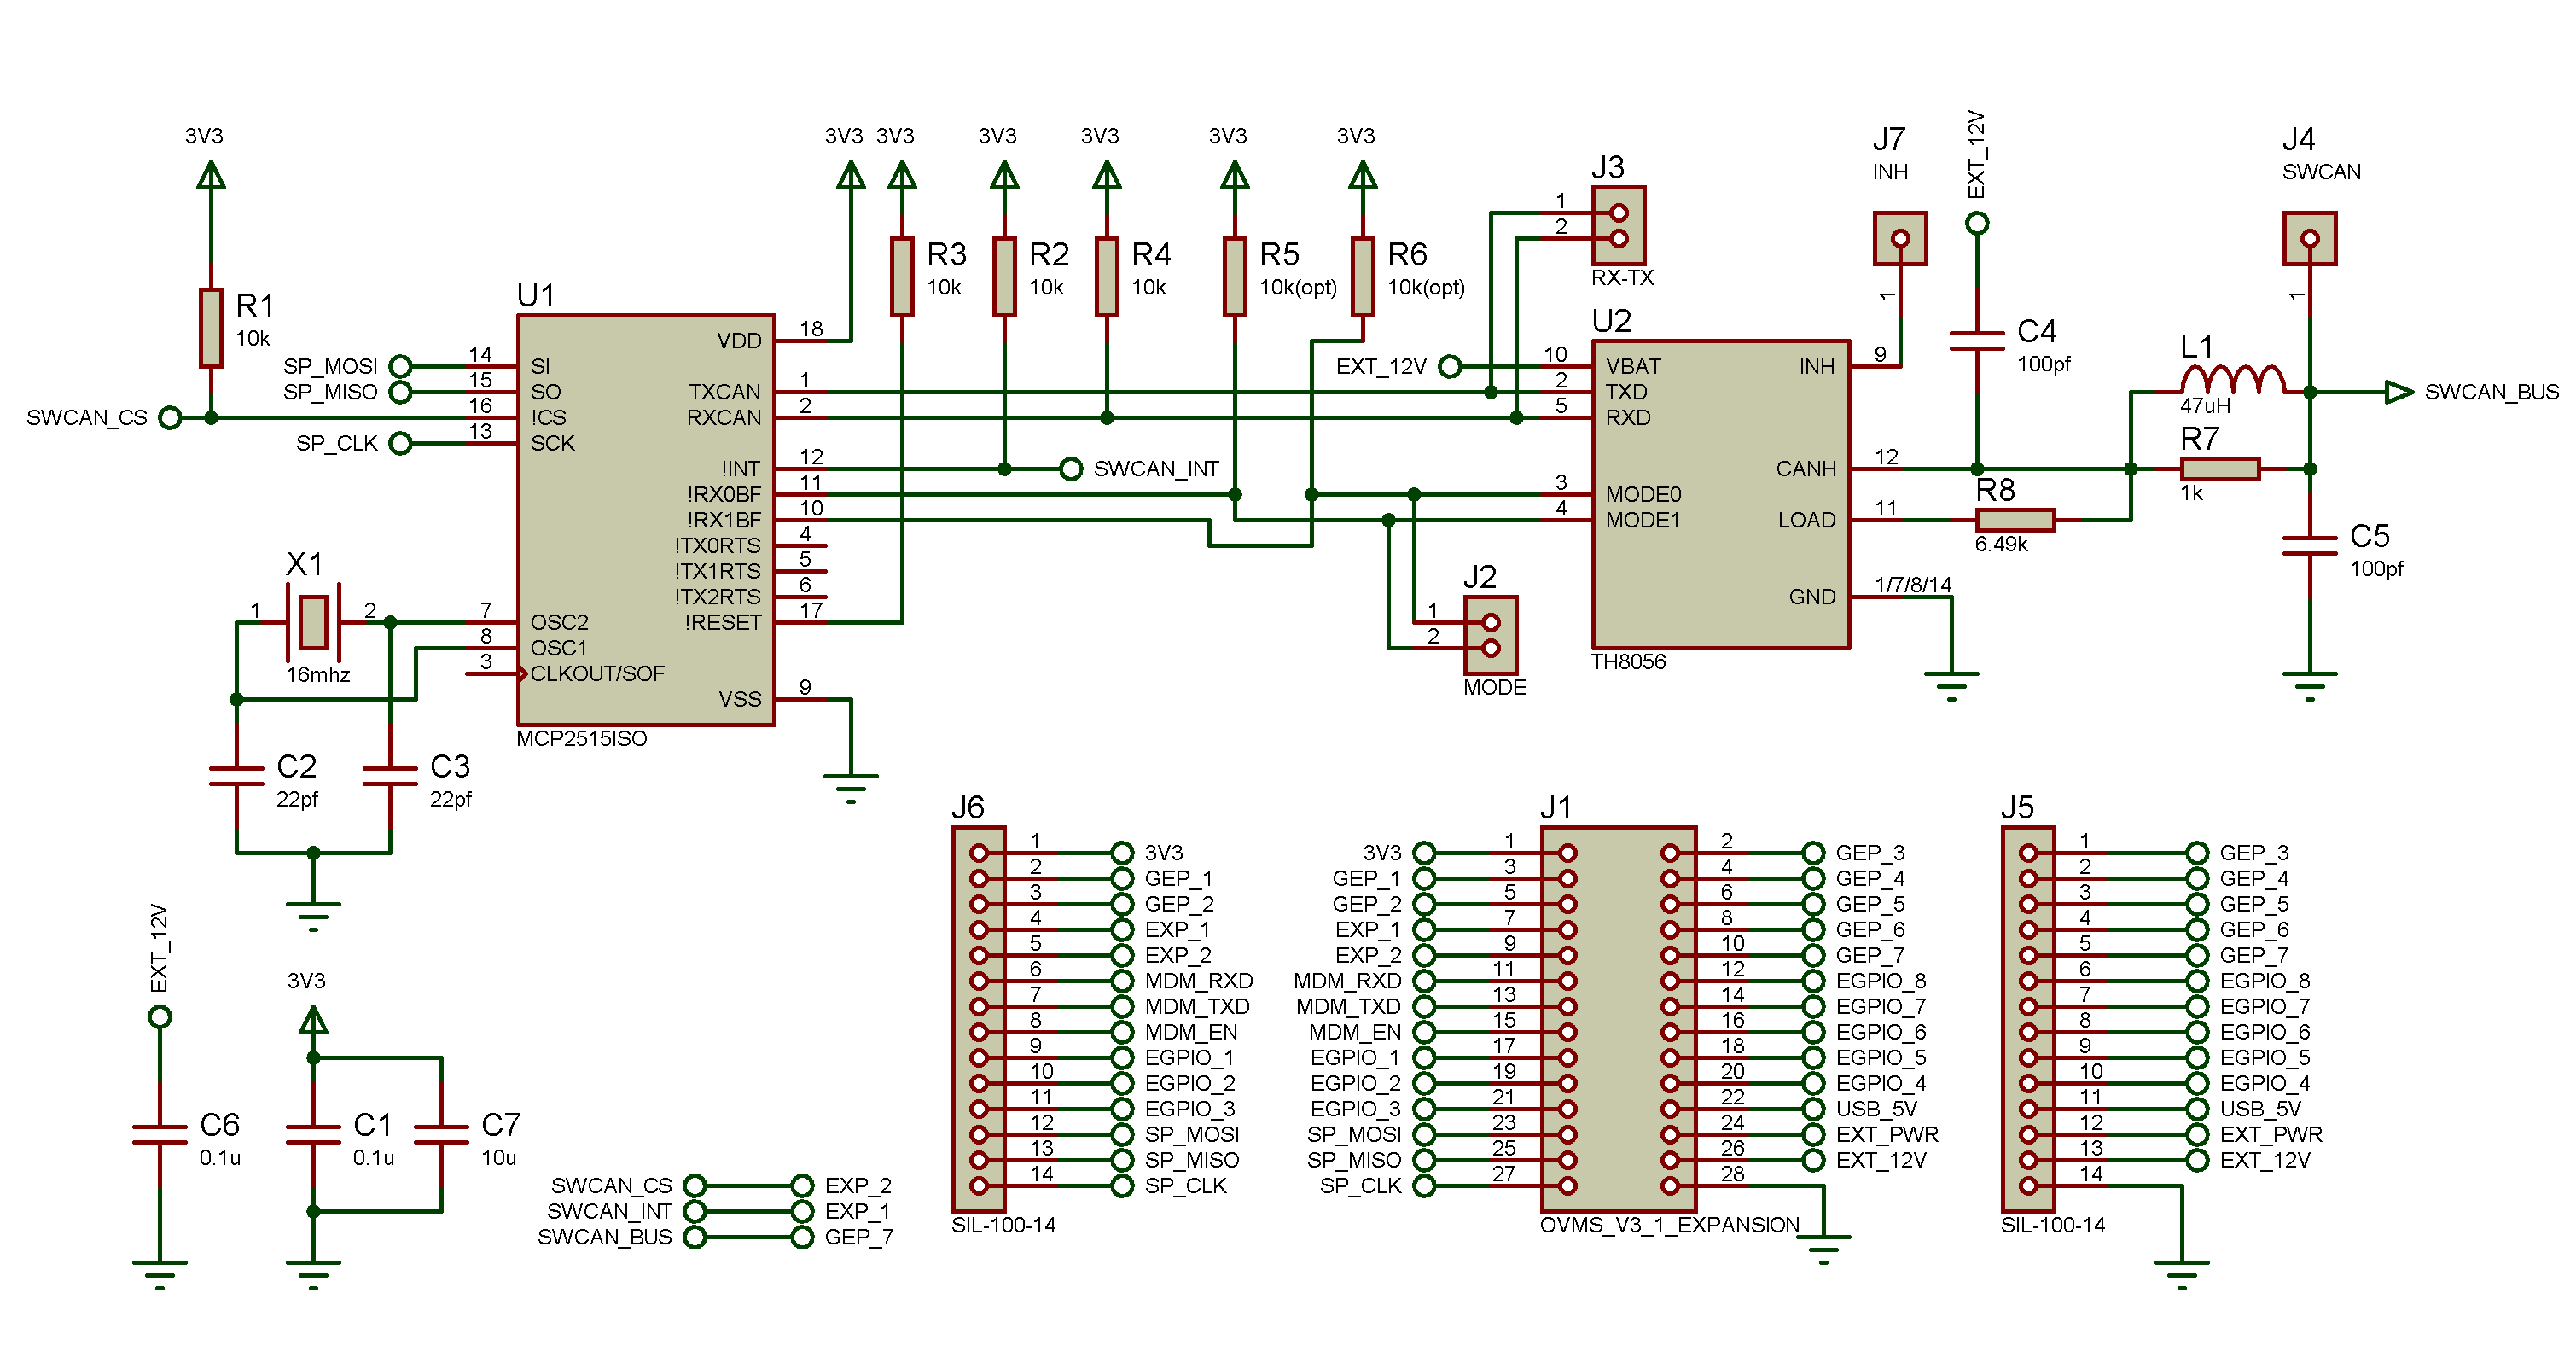 3V3
3V3
3V3
3V3
3V3
3V3
3V3
EXT_12V
J7
INH
J4
SWCAN
J3
1
2
RX-TX
R1
10k
R3
10k
R2
10k
R4
10k
R5
10k(opt)
R6
10k(opt)
1
1
C4
100pf
L1
47uH
SWCAN_BUS
R7
1k
R8
6.49k
C5
100pf
SP_MOSI
SP_MISO
SWCAN_CS
SP_CLK
U1
14
SI
15
SO
16
!CS
13
SCK
7
OSC2
8
OSC1
3
CLKOUT/SOF
VDD
18
TXCAN
1
RXCAN
2
!INT
12
SWCAN_INT
!RX0BF
11
!RX1BF
10
!TX0RTS
4
!TX1RTS
5
!TX2RTS
6
!RESET
17
VSS
9
MCP2515ISO
U2
EXT_12V
10
VBAT
2
TXD
5
RXD
3
MODE0
4
MODE1
INH
9
CANH
12
LOAD
11
GND
1/7/8/14
TH8056
J2
1
2
MODE
X1
1
2
16mhz
C2
22pf
C3
22pf
EXT_12V
C6
0.1u
3V3
C1
0.1u
C7
10u
SWCAN_CS EXP_2
SWCAN_INT EXP_1
SWCAN_BUS GEP_7
J6
1 3V3
2 GEP_1
3 GEP_2
4 EXP_1
5 EXP_2
6 MDM_RXD
7 MDM_TXD
8 MDM_EN
9 EGPIO_1
10 EGPIO_2
11 EGPIO_3
12 SP_MOSI
13 SP_MISO
14 SP_CLK
SIL-100-14
J1
3V3 1 2 GEP_3
GEP_1 3 4 GEP_4
GEP_2 5 6 GEP_5
EXP_1 7 8 GEP_6
EXP_2 9 10 GEP_7
MDM_RXD 11 12 EGPIO_8
MDM_TXD 13 14 EGPIO_7
MDM_EN 15 16 EGPIO_6
EGPIO_1 17 18 EGPIO_5
EGPIO_2 19 20 EGPIO_4
EGPIO_3 21 22 USB_5V
SP_MOSI 23 24 EXT_PWR
SP_MISO 25 26 EXT_12V
SP_CLK 27 28
OVMS_V3_1_EXPANSION
J5
1 GEP_3
2 GEP_4
3 GEP_5
4 GEP_6
5 GEP_7
6 EGPIO_8
7 EGPIO_7
8 EGPIO_6
9 EGPIO_5
10 EGPIO_4
11 USB_5V
12 EXT_PWR
13 EXT_12V
14
SIL-100-14